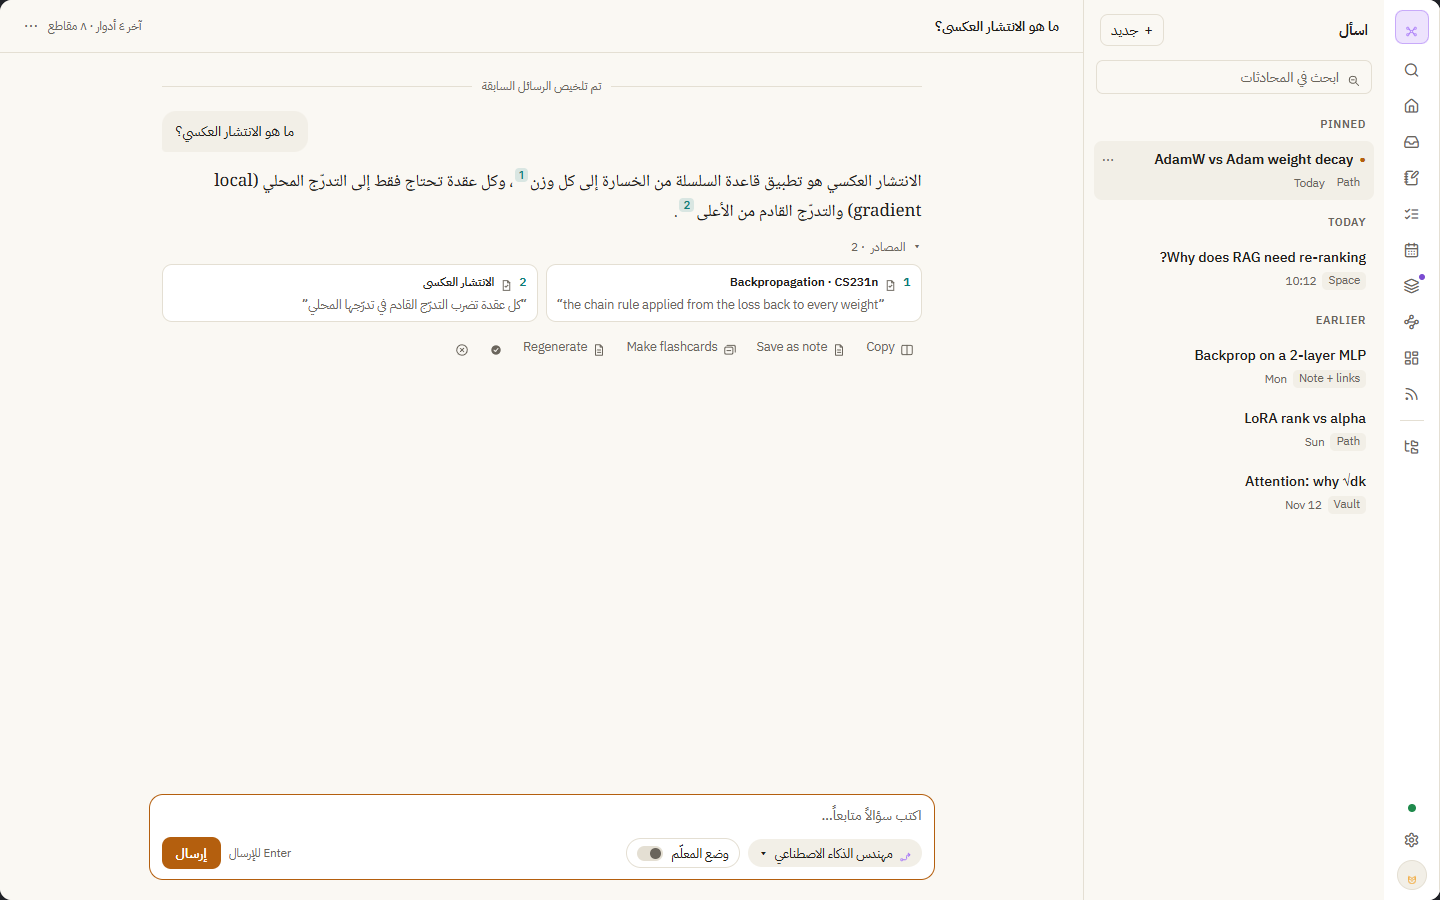 اسأل
+ جديد
ابحث في المحادثات
PINNED
AdamW vs Adam weight decay
Path Today
TODAY
Why does RAG need re-ranking?
Space 10:12
EARLIER
Backprop on a 2-layer MLP
Note + links Mon
LoRA rank vs alpha
Path Sun
Attention: why √dk
Vault Nov 12
ما هو الانتشار العكسي؟
آخر ٤ أدوار · ٨ مقاطع
تم تلخيص الرسائل السابقة
ما هو الانتشار العكسي؟
الانتشار العكسي هو تطبيق قاعدة السلسلة من الخسارة إلى كل وزن 1، وكل عقدة تحتاج فقط إلى التدرّج المحلي (local
gradient) والتدرّج القادم من الأعلى 2.
المصادر · 2
1 Backpropagation · CS231n
“the chain rule applied from the loss back to every weight”
2 الانتشار العكسي
“كل عقدة تضرب التدرّج القادم في تدرّجها المحلي”
Copy
Save as note
Make flashcards
Regenerate
اكتب سؤالاً متابعاً...
مهندس الذكاء الاصطناعي
وضع المعلّم
Enter للإرسال
إرسال